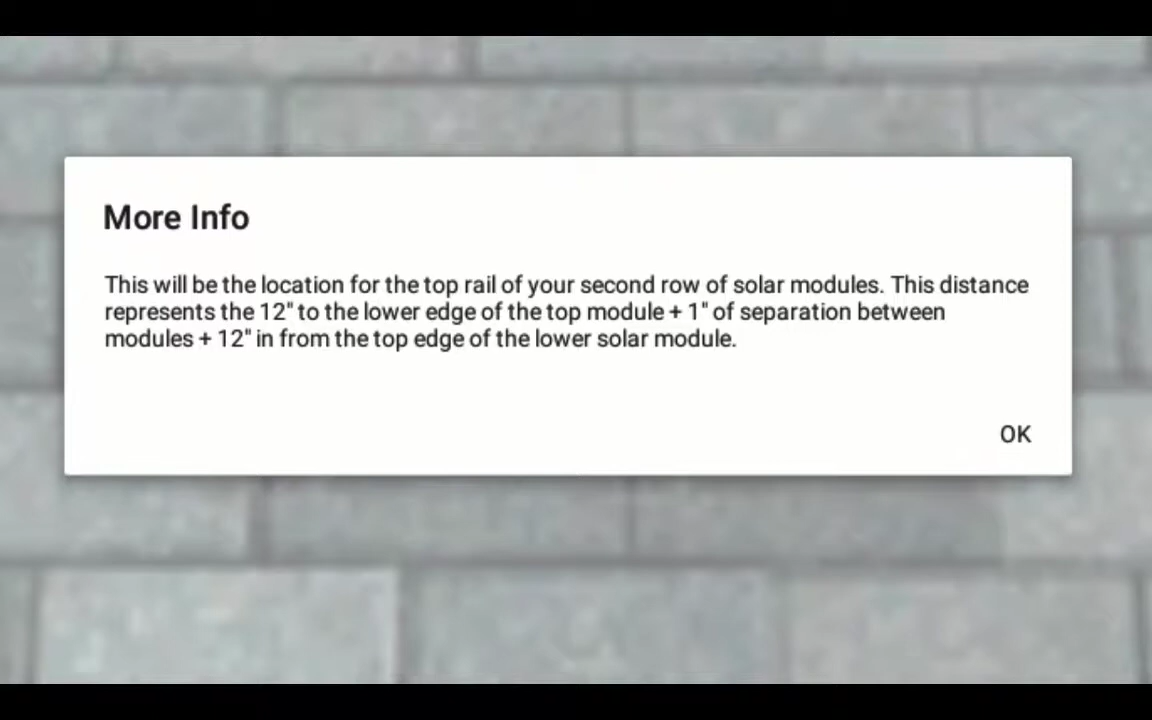 More Info
This will be the location for the top rail of your second row of solar modules. This distance
represents the 12" to the lower edge of the top module + 1" of separation between
modules + 12" in from the top edge of the lower solar module.
OK